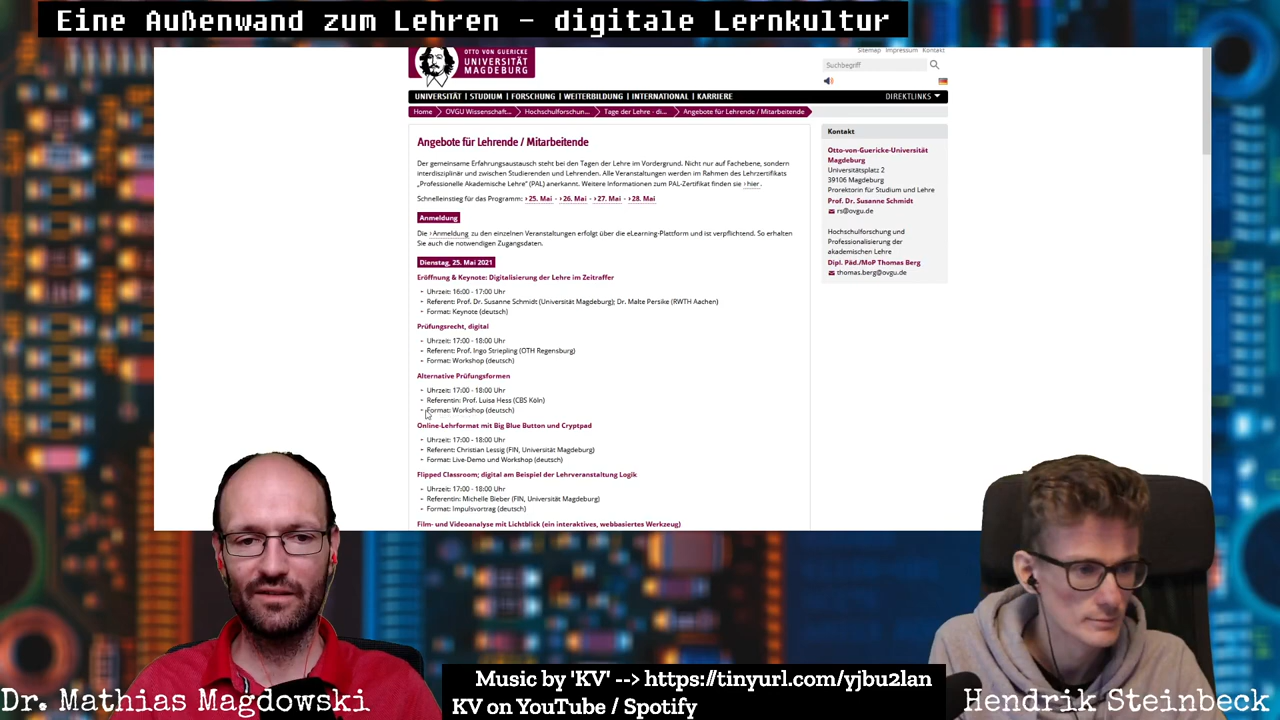 Eine Außenwand zum Lehren - digitale Lernkultur
OTTO VON GUERICKE
UNIVERSITÄT
MAGDEBURG
Sitemap Impressum Kontakt
Suchbegriff
UNIVERSITÄT | STUDIUM | FORSCHUNG | WEITERBILDUNG | INTERNATIONAL | KARRIERE
DIREKTLINKS
Home OVGU Wissenschaft... Hochschulforschun... Tage der Lehre - di... Angebote für Lehrende / Mitarbeitende
Angebote für Lehrende / Mitarbeitende
Der gemeinsame Erfahrungsaustausch steht bei den Tagen der Lehre im Vordergrund. Nicht nur auf Fachebene, sondern
interdisziplinär und zwischen Studierenden und Lehrenden. Alle Veranstaltungen werden im Rahmen des Lehrzertifikats
„Professionelle Akademische Lehre“ (PAL) anerkannt. Weitere Informationen zum PAL-Zertifikat finden sie › hier .
Schnelleinstieg für das Programm: › 25. Mai - › 26. Mai - › 27. Mai - › 28. Mai
Anmeldung
Die › Anmeldung zu den einzelnen Veranstaltungen erfolgt über die eLearning-Plattform und ist verpflichtend. So erhalten
Sie auch die notwendigen Zugangsdaten.
Dienstag, 25. Mai 2021
Eröffnung & Keynote: Digitalisierung der Lehre im Zeitraffer
- Uhrzeit: 16:00 - 17:00 Uhr
- Referent: Prof. Dr. Susanne Schmidt (Universität Magdeburg); Dr. Malte Persike (RWTH Aachen)
- Format: Keynote (deutsch)
Prüfungsrecht, digital
- Uhrzeit: 17:00 - 18:00 Uhr
- Referent: Prof. Ingo Striepling (OTH Regensburg)
- Format: Workshop (deutsch)
Alternative Prüfungsformen
- Uhrzeit: 17:00 - 18:00 Uhr
- Referentin: Prof. Luisa Hess (CBS Köln)
- Format: Workshop (deutsch)
Online-Lehrformat mit Big Blue Button und Cryptpad
- Uhrzeit: 17:00 - 18:00 Uhr
- Referent: Christian Lessig (FIN, Universität Magdeburg)
- Format: Live-Demo und Workshop (deutsch)
Flipped Classroom; digital am Beispiel der Lehrveranstaltung Logik
- Uhrzeit: 17:00 - 18:00 Uhr
- Referentin: Michelle Bieber (FIN, Universität Magdeburg)
- Format: Impulsvortrag (deutsch)
Film- und Videoanalyse mit Lichtblick (ein interaktives, webbasiertes Werkzeug)
Kontakt
Otto-von-Guericke-Universität
Magdeburg
Universitätsplatz 2
39106 Magdeburg
Prorektorin für Studium und Lehre
Prof. Dr. Susanne Schmidt
rs@ovgu.de
Hochschulforschung und
Professionalisierung der
akademischen Lehre
Dipl. Päd./MoP Thomas Berg
thomas.berg@ovgu.de
Dr. Mathias Magdowski
Music by 'KV' --> https://tinyurl.com/yjbu2lan
KV on YouTube / Spotify
Hendrik Steinbeck